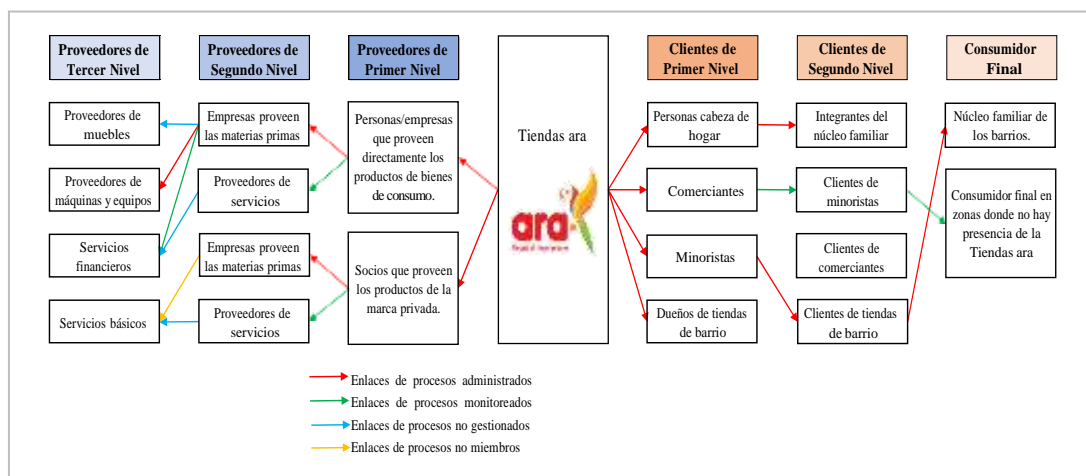 Proveedores de
Tercer Nivel
Proveedores de
Segundo Nivel
Proveedores de
Primer Nivel
Clientes de
Primer Nivel
Clientes de
Segundo Nivel
Consumidor
Final
Proveedores de
muebles
Proveedores de
máquinas y equipos
Servicios
financieros
Servicios básicos
Empresas proveen
las materias primas
Proveedores de
servicios
Empresas proveen
las materias primas
Proveedores de
servicios
Personas/empresas
que proveen
directamente los
productos de bienes
de consumo.
Socios que proveen
los productos de la
marca privada.
Tiendas ara
ara
Personas cabeza de
hogar
Comerciantes
Minoristas
Dueños de tiendas
de barrio
Integrantes del
núcleo familiar
Clientes de
minoristas
Clientes de
comerciantes
Clientes de tiendas
de barrio
Núcleo familiar de
los barrios.
Consumidor final en
zonas donde no hay
presencia de la
Tiendas ara
Enlaces de procesos administrados
Enlaces de procesos monitoreados
Enlaces de procesos no gestionados
Enlaces de procesos no miembros